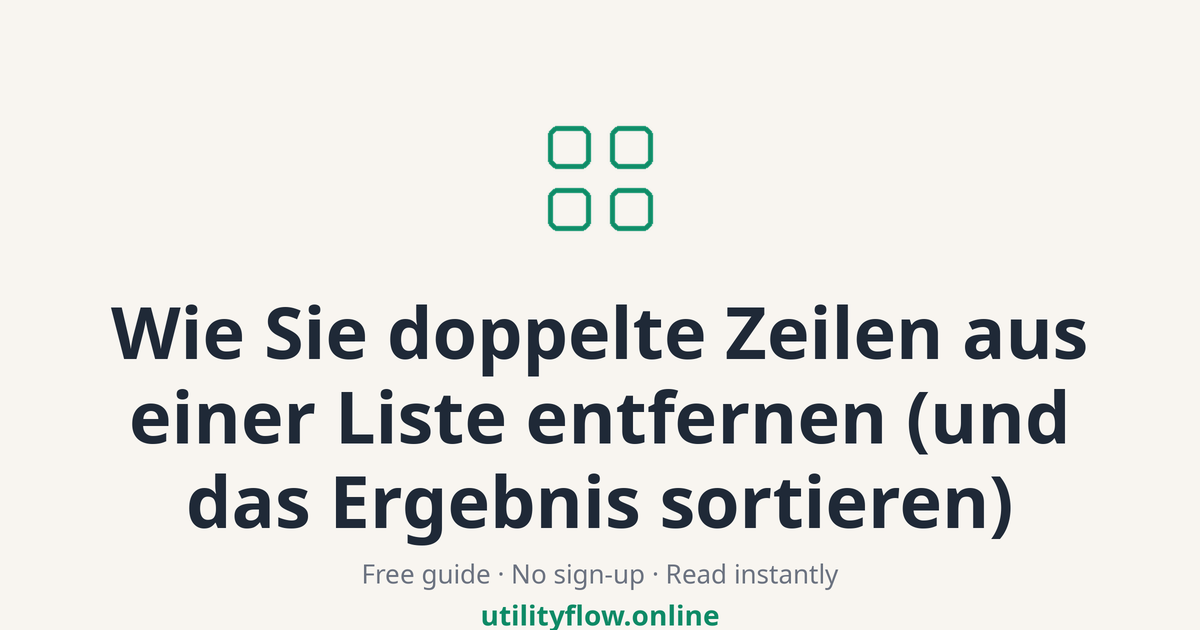 Wie Sie doppelte Zeilen aus
einer Liste entfernen (und
das Ergebnis sortieren)
Free guide · No sign-up · Read instantly
utilityflow.online